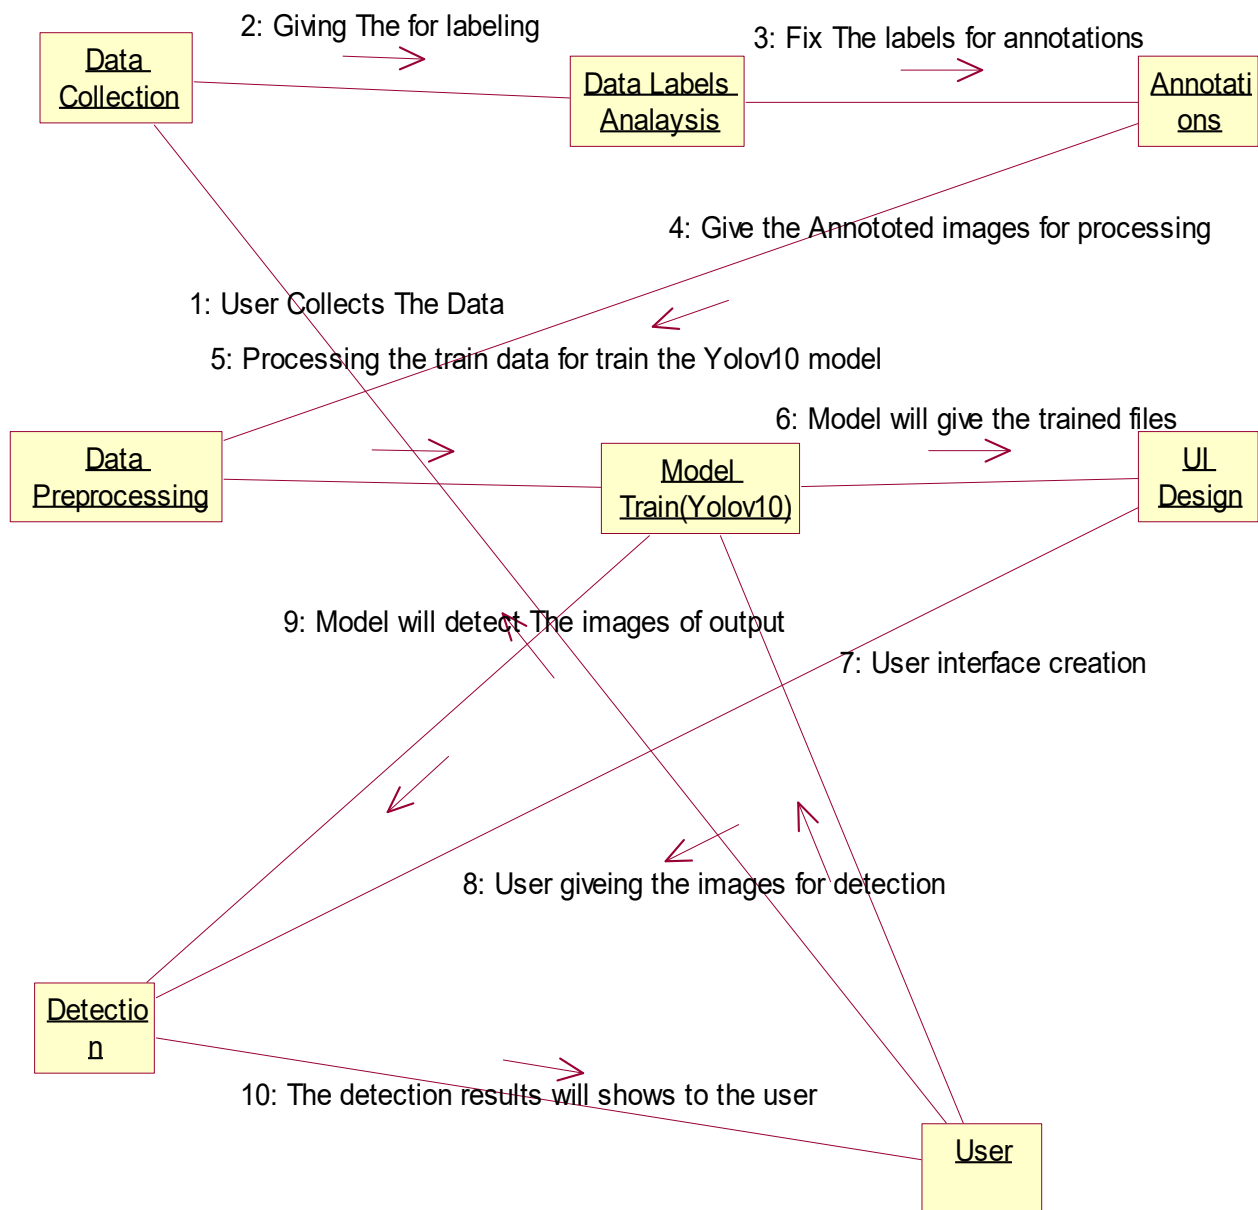 2: Giving The for labeling
3: Fix The labels for annotations
Data
Collection
Data Labels
Analaysis
Annotati
ons
4: Give the Annototed images for processing
1: User Collects The Data
5: Processing the train data for train the Yolov10 model
6: Model will give the trained files
Data
Preprocessing
Model
Train(Yolov10)
UI
Design
9: Model will detect The images of output
7: User interface creation
8: User giveing the images for detection
Detectio
n
10: The detection results will shows to the user
User